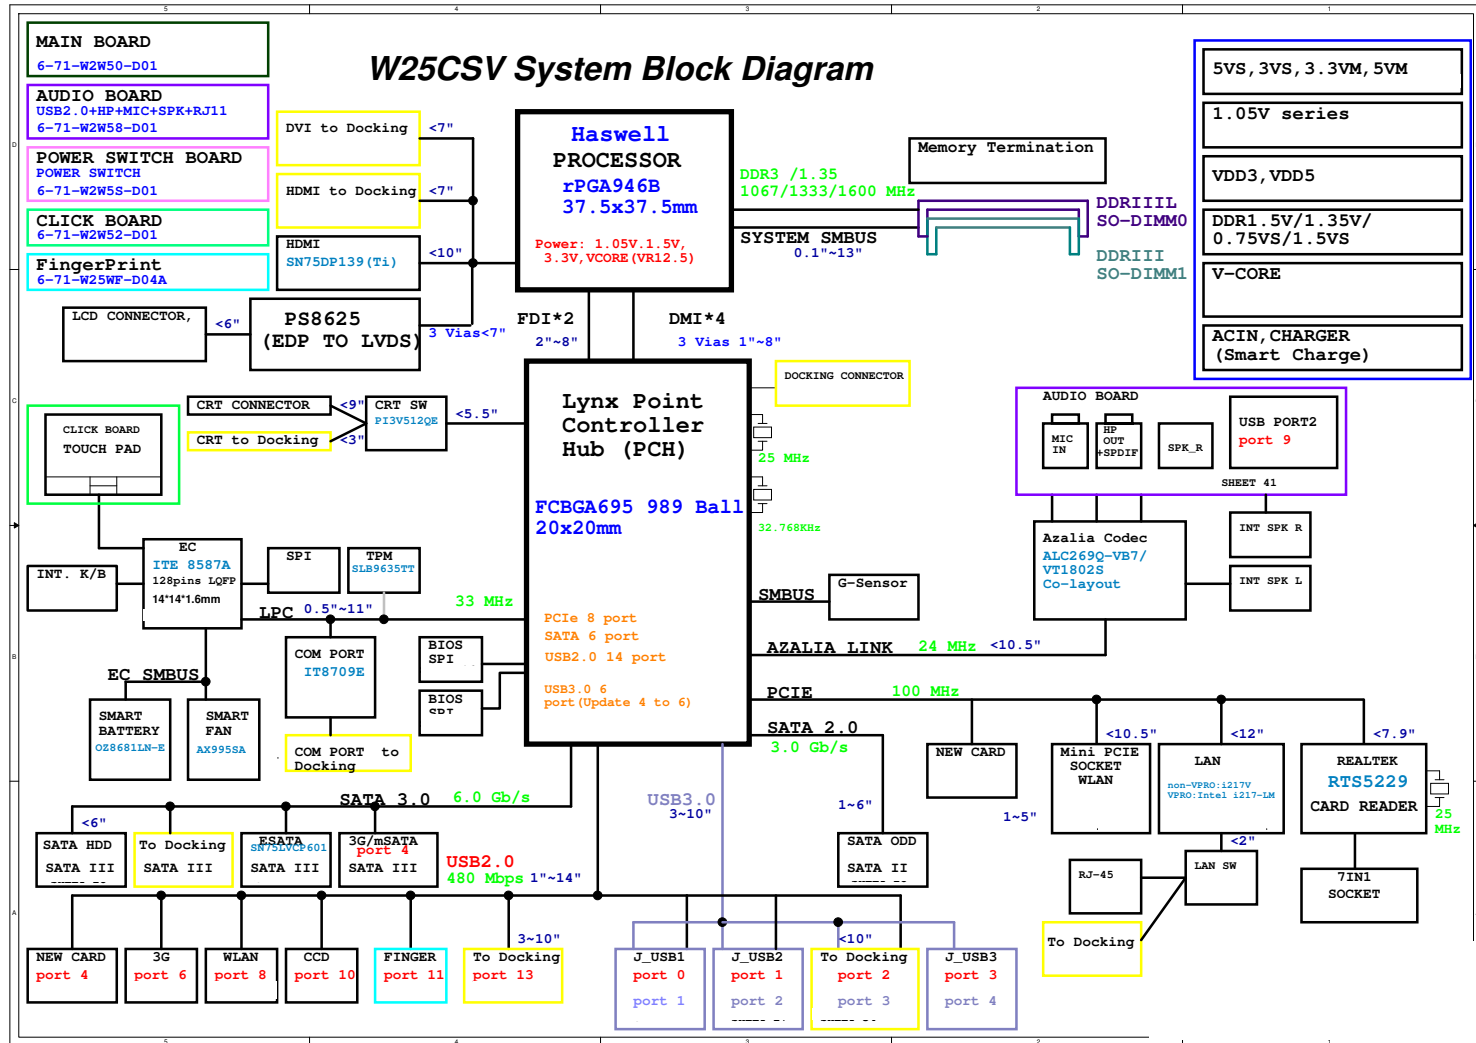 W25CSV System Block Diagram
MAIN BOARD
6-71-W2W50-D01
AUDIO BOARD
USB2.0+HP+MIC+SPK+RJ11
6-71-W2W58-D01
POWER SWITCH BOARD
POWER SWITCH
6-71-W2W5S-D01
CLICK BOARD
6-71-W2W52-D01
FingerPrint
6-71-W25WF-D04A
DVI to Docking
<7"
HDMI to Docking
<7"
HDMI
SN75DP139(Ti)
<10"
LCD CONNECTOR,
<6"
PS8625
(EDP TO LVDS)
3 Vias<7"
Haswell
PROCESSOR
rPGA946B
37.5x37.5mm
Power: 1.05V.1.5V,
3.3V,VCORE(VR12.5)
DDR3 /1.35
1067/1333/1600 MHz
SYSTEM SMBUS
0.1"~13"
Memory Termination
DDRIIIL
SO-DIMM0
DDRIII
SO-DIMM1
5VS,3VS,3.3VM,5VM
1.05V series
VDD3,VDD5
DDR1.5V/1.35V/
0.75VS/1.5VS
V-CORE
ACIN,CHARGER
(Smart Charge)
FDI*2
2"~8"
DMI*4
3 Vias 1"~8"
Lynx Point
Controller
Hub (PCH)
FCBGA695 989 Ball
20x20mm
PCIe 8 port
SATA 6 port
USB2.0 14 port
USB3.0 6
port(Update 4 to 6)
DOCKING CONNECTOR
25 MHz
32.768KHz
CRT CONNECTOR
<9"
CRT to Docking
<3"
CRT SW
PI3V512QE
<5.5"
CLICK BOARD
TOUCH PAD
AUDIO BOARD
MIC
IN
HP
OUT
+SPDIF
SPK_R
USB PORT2
port 9
SHEET 41
Azalia Codec
ALC269Q-VB7/
VT1802S
Co-layout
INT SPK R
INT SPK L
INT. K/B
EC
ITE 8587A
128pins LQFP
14*14*1.6mm
SPI
TPM
SLB9635TT
LPC
0.5"~11"
33 MHz
SMBUS
G-Sensor
AZALIA LINK
24 MHz
<10.5"
EC SMBUS
SMART
BATTERY
OZ8681LN-E
SMART
FAN
AX995SA
COM PORT
IT8709E
COM PORT to
Docking
BIOS
SPI
BIOS
SPI
PCIE
100 MHz
SATA 2.0
3.0 Gb/s
NEW CARD
<10.5"
Mini PCIE
SOCKET
WLAN
1~5"
<12"
LAN
non-VPRO:i217V
VPRO:Intel i217-LM
<2"
LAN SW
RJ-45
To Docking
<7.9"
REALTEK
RTS5229
CARD READER
25
MHz
7IN1
SOCKET
SATA 3.0
6.0 Gb/s
<6"
SATA HDD
SATA III
To Docking
SATA III
ESATA
SN75LVCP601
SATA III
3G/mSATA
port 4
SATA III
USB3.0
3~10"
1~6"
SATA ODD
SATA II
USB2.0
480 Mbps
1"~14"
NEW CARD
port 4
3G
port 6
WLAN
port 8
CCD
port 10
FINGER
port 11
3~10"
To Docking
port 13
J_USB1
port 0
port 1
J_USB2
port 1
port 2
<10"
To Docking
port 2
port 3
J_USB3
port 3
port 4